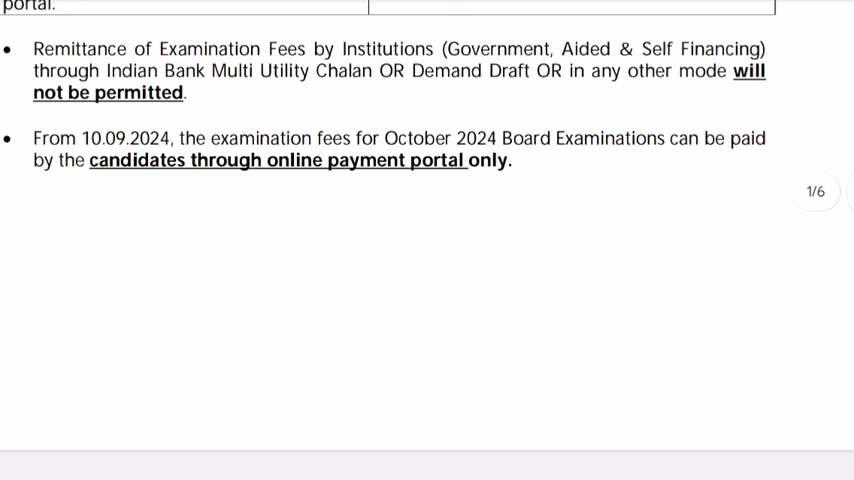 portal.
• Remittance of Examination Fees by Institutions (Government, Aided & Self Financing)
through Indian Bank Multi Utility Chalan OR Demand Draft OR in any other mode will
not be permitted.
• From 10.09.2024, the examination fees for October 2024 Board Examinations can be paid
by the candidates through online payment portal only.
1/6